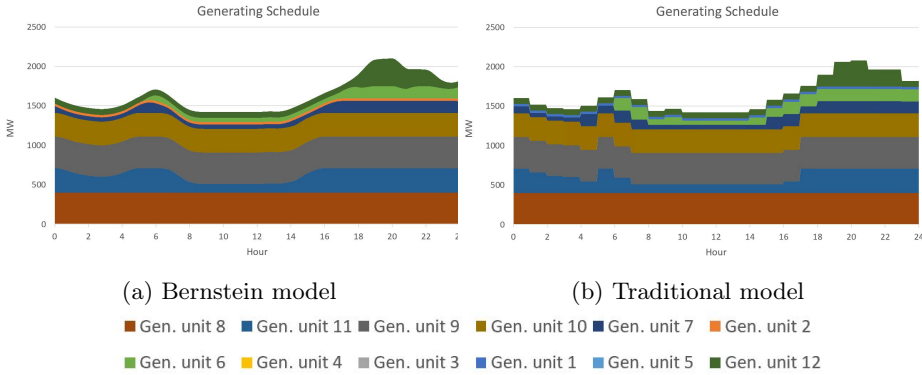 Generating Schedule
2500
2000
1500
1000
500
0
MW
0 2 4 6 8 10 12 14 16 18 20 22 2
Hour
(a) Bernstein model
Generating Schedule
2500
2000
1500
1000
500
0
MW
0 2 4 6 8 10 12 14 16 18 20 22 24
Hour
(b) Traditional model
Gen. unit 8 Gen. unit 11 Gen. unit 9 Gen. unit 10 Gen. unit 7 Gen. unit 2
Gen. unit 6 Gen. unit 4 Gen. unit 3 Gen. unit 1 Gen. unit 5 Gen. unit 12